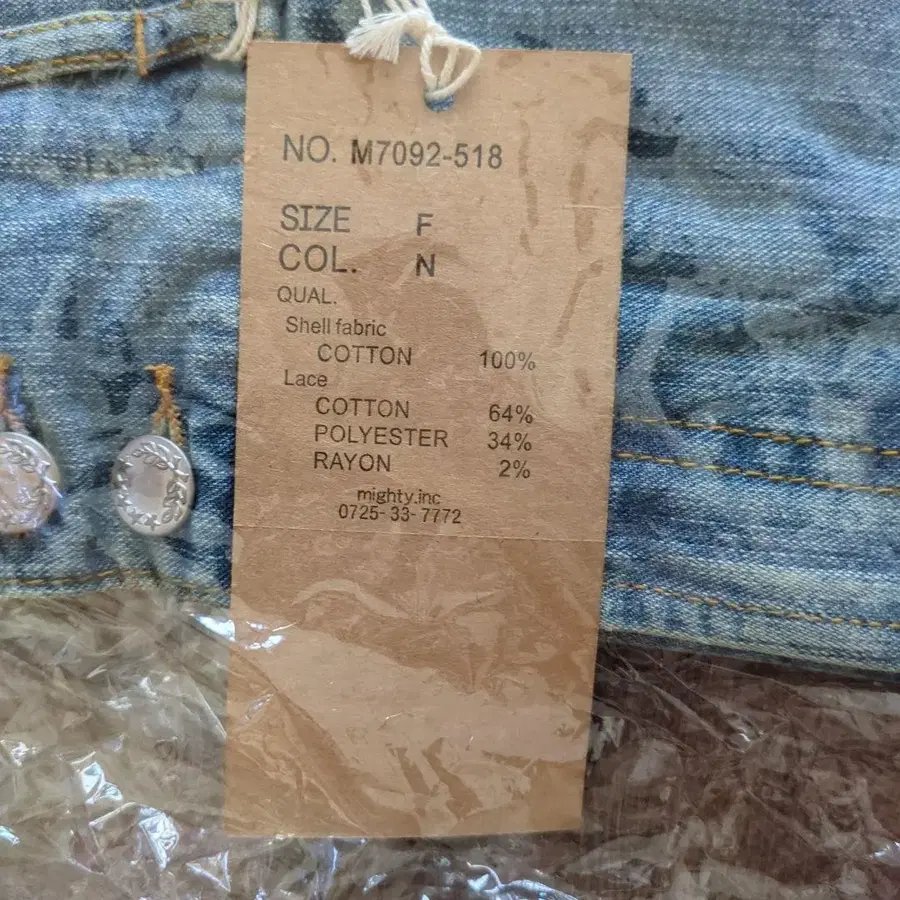 NO. M7092-518
SIZE F
COL. N
QUAL.
Shell fabric
COTTON 100%
Lace
COTTON 64%
POLYESTER 34%
RAYON 2%
mighty.inc
0725-33-7772